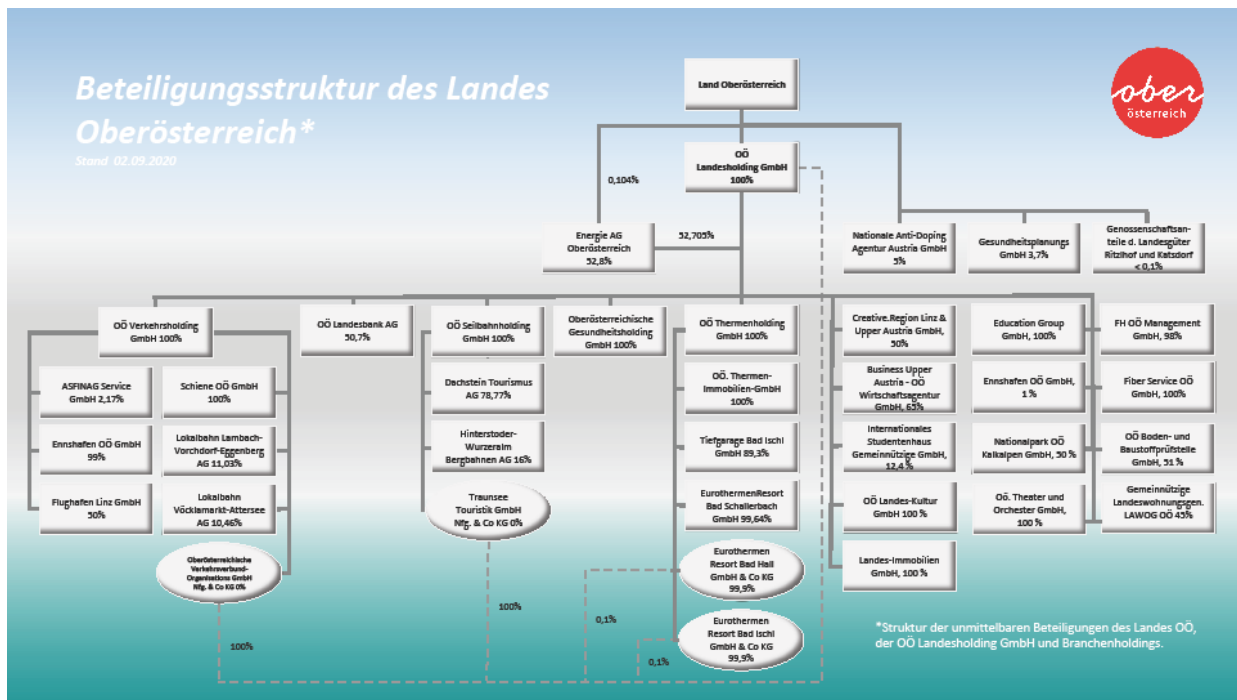 Beteiligungsstruktur des Landes
Oberösterreich*
Stand 02.09.2020
Land Oberösterreich
ober
österreich
OÖ
Landesholding GmbH
100%
0,104%
Energie AG
Oberösterreich
52,8%
52,705%
Nationale Anti-Doping
Agentur Austria GmbH
5%
Gesundheitsplanungs
GmbH 3,7%
Genossenschaftsan-
teile d. Landesgüter
Ritzlhof und Katsdorf
< 0,1%
OÖ Verkehrsholding
GmbH 100%
OÖ Landesbank AG
50,7%
OÖ Seilbahnholding
GmbH 100%
Oberösterreichische
Gesundheitsholding
GmbH 100%
OÖ Thermenholding
GmbH 100%
Creative.Region Linz &
Upper Austria GmbH,
50%
Education Group
GmbH, 100%
FH OÖ Management
GmbH, 98%
ASFINAG Service
GmbH 2,17%
Schiene OÖ GmbH
100%
Dachstein Tourismus
AG 78,77%
OÖ. Thermen-
Immobilien-GmbH
100%
Business Upper
Austria - OÖ
Wirtschaftsagentur
GmbH, 65%
Ennshafen OÖ GmbH,
1 %
Fiber Service OÖ
GmbH, 100%
Ennshafen OÖ GmbH
99%
Lokalbahn Lambach-
Vorchdorf-Eggenberg
AG 11,03%
Hinterstoder-
Wurzeralm
Bergbahnen AG 16%
Tiefgarage Bad Ischl
GmbH 89,3%
Internationales
Studentenhaus
Gemeinnützige GmbH,
12,4 %
Nationalpark OÖ
Kalkalpen GmbH, 50 %
OÖ Boden- und
Baustoffprüfstelle
GmbH, 51 %
Flughafen Linz GmbH
50%
Lokalbahn
Vöcklamarkt-Attersee
AG 10,46%
Traunsee
Touristik GmbH
Nfg. & Co KG 0%
EurothermenResort
Bad Schallerbach
GmbH 99,64%
OÖ Landes-Kultur
GmbH 100 %
Oö. Theater und
Orchester GmbH,
100 %
Gemeinnützige
Landeswohnungsgen.
LAWOG OÖ 45%
Oberösterreichische
Verkehrsverbund-
Organisations GmbH
Nfg. & Co KG 0%
Eurothermen
Resort Bad Hall
GmbH & Co KG
99,9%
Landes-Immobilien
GmbH, 100 %
100%
0,1%
100%
Eurothermen
Resort Bad Ischl
GmbH & Co KG
99,9%
0,1%
*Struktur der unmittelbaren Beteiligungen des Landes OÖ,
der OÖ Landesholding GmbH und Branchenholdings.